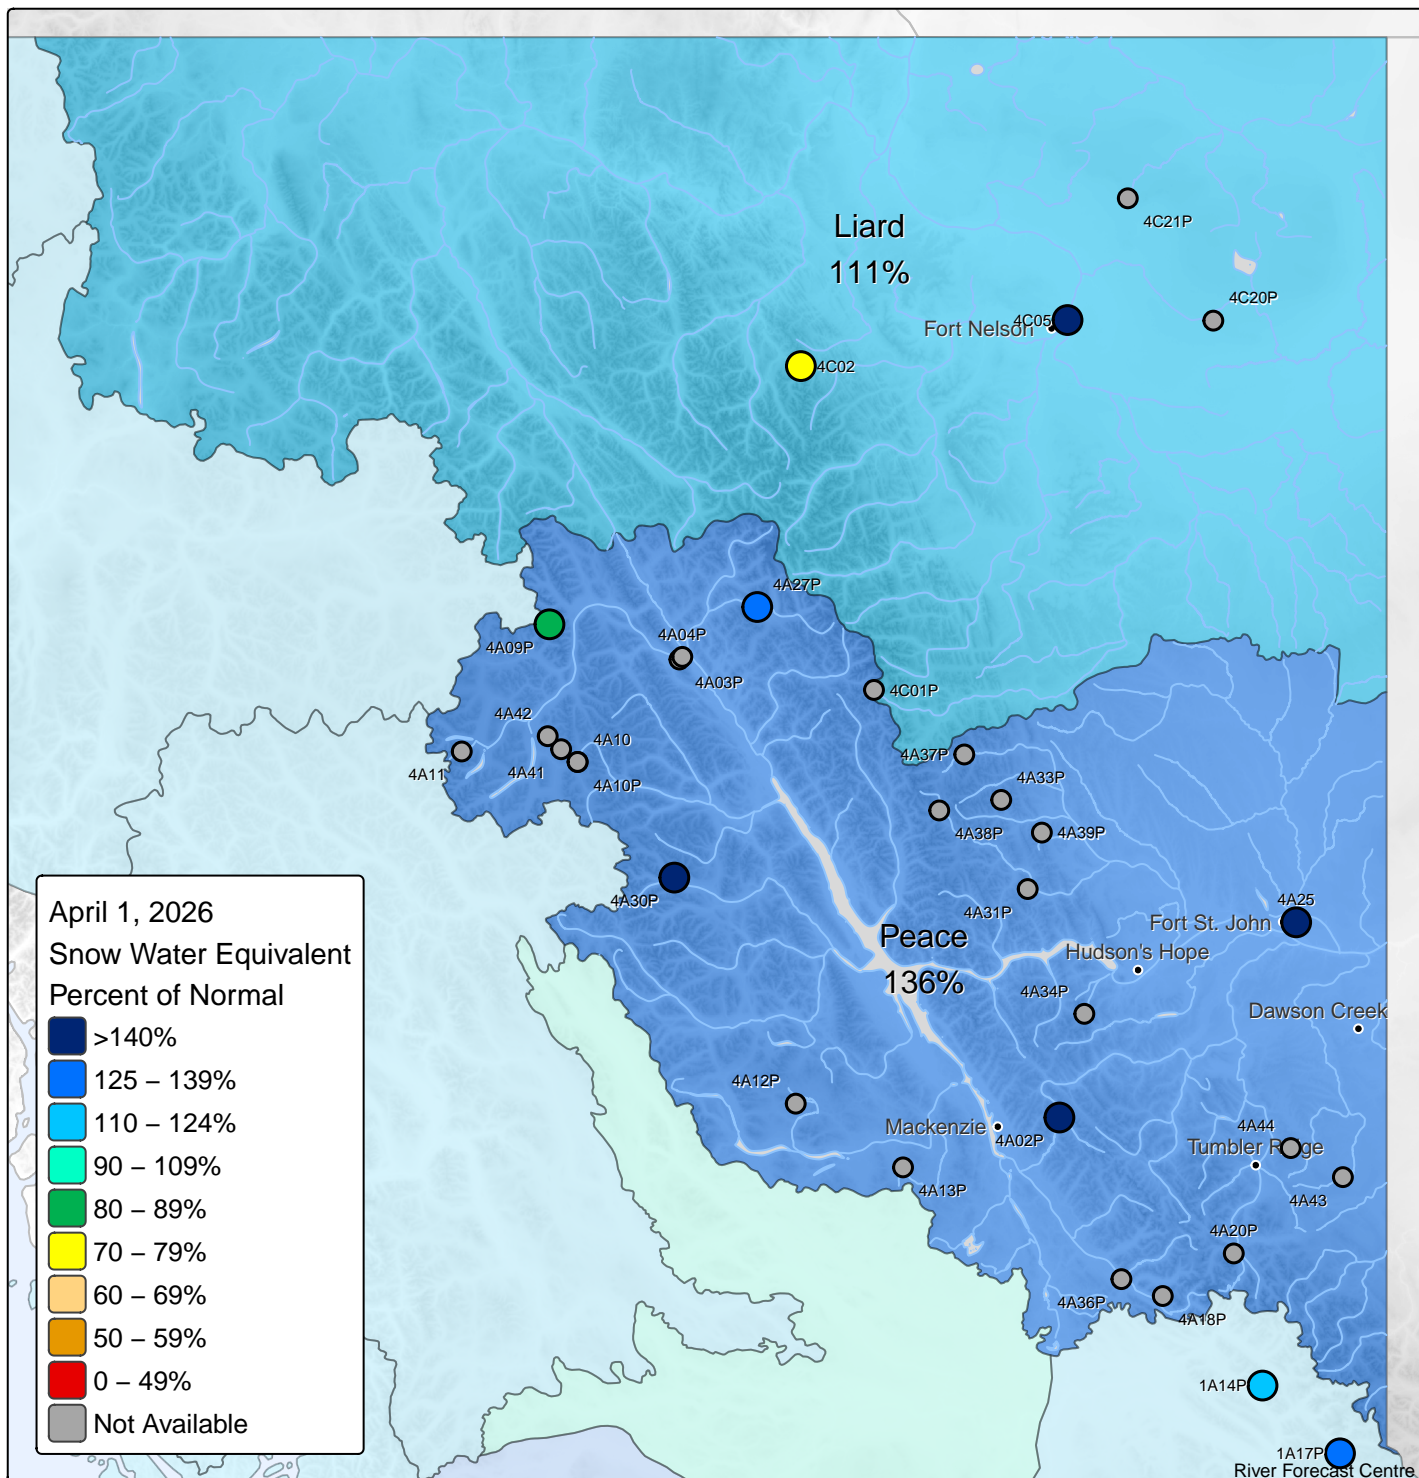 Liard
111%
4C21P
4C20P
4C05
Fort Nelson
4C02
4A27P
4A09P
4A04P
4A03P
4C01P
4A42
4A10
4A41
4A10P
4A11
4A37P
4A33P
4A38P
4A39P
4A30P
4A31P
4A25
Fort St. John
Peace
136%
Hudson's Hope
4A34P
Dawson Creek
4A12P
Mackenzie
4A02P
4A44
Tumbler Ridge
4A13P
4A43
4A20P
4A36P
4A18P
1A14P
1A17P
River Forecast Centre
April 1, 2026
Snow Water Equivalent
Percent of Normal
>140%
125 – 139%
110 – 124%
90 – 109%
80 – 89%
70 – 79%
60 – 69%
50 – 59%
0 – 49%
Not Available